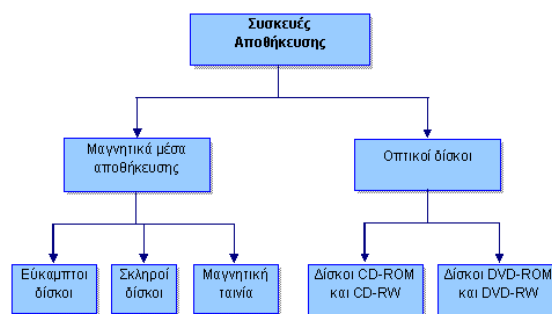 Συσκευές
Αποθήκευσης
Μαγνητικά μέσα
αποθήκευσης
Οπτικοί δίσκοι
Εύκαμπτοι
δίσκοι
Σκληροί
δίσκοι
Μαγνητική
ταινία
Δίσκοι CD-ROM
και CD-RW
Δίσκοι DVD-ROM
και DVD-RW